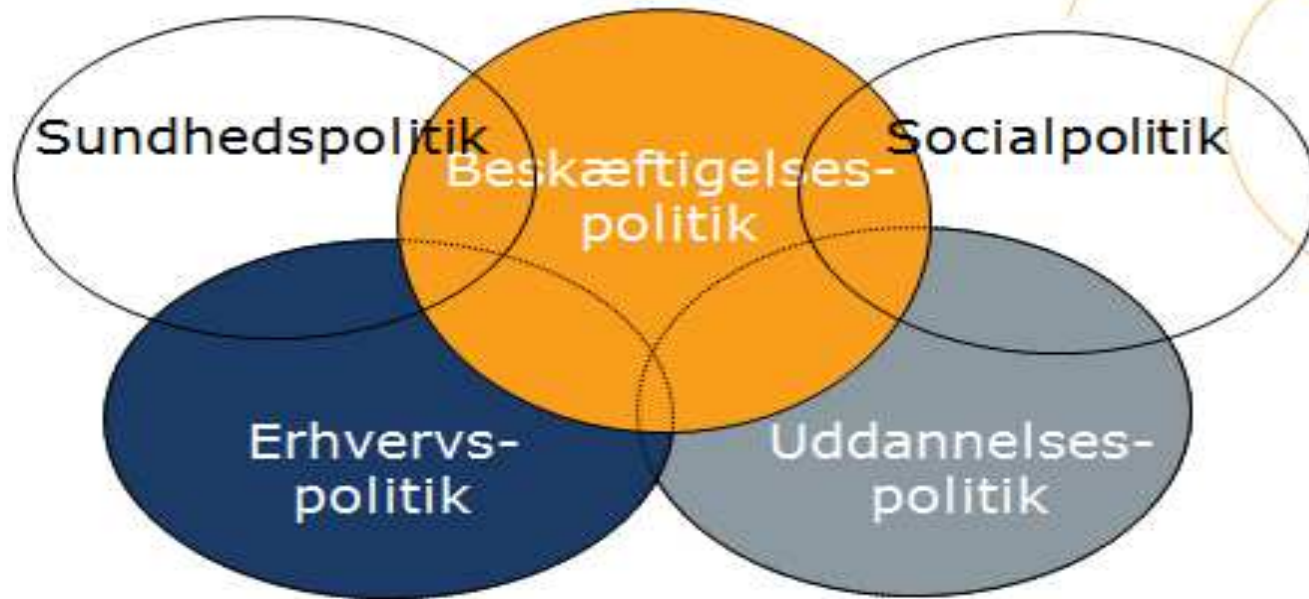 Sundhedspolitik
Beskæftigelses-
politik
Socialpolitik
Erhvervs-
politik
Uddannelses-
politik